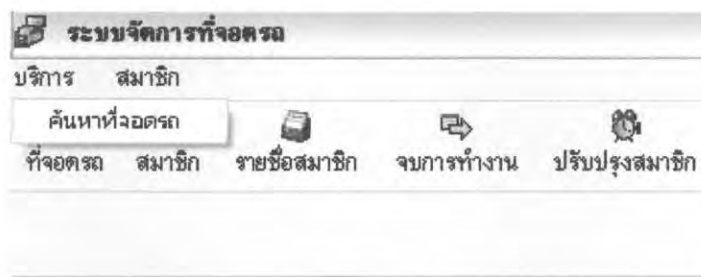 ระบบจัดการที่จอดรถ
บริการ สมาชิก
ค้นหาที่จอดรถ
ที่จอดรถ สมาชิก รายชื่อสมาชิก จบการทำงาน ปรับปรุงสมาชิก